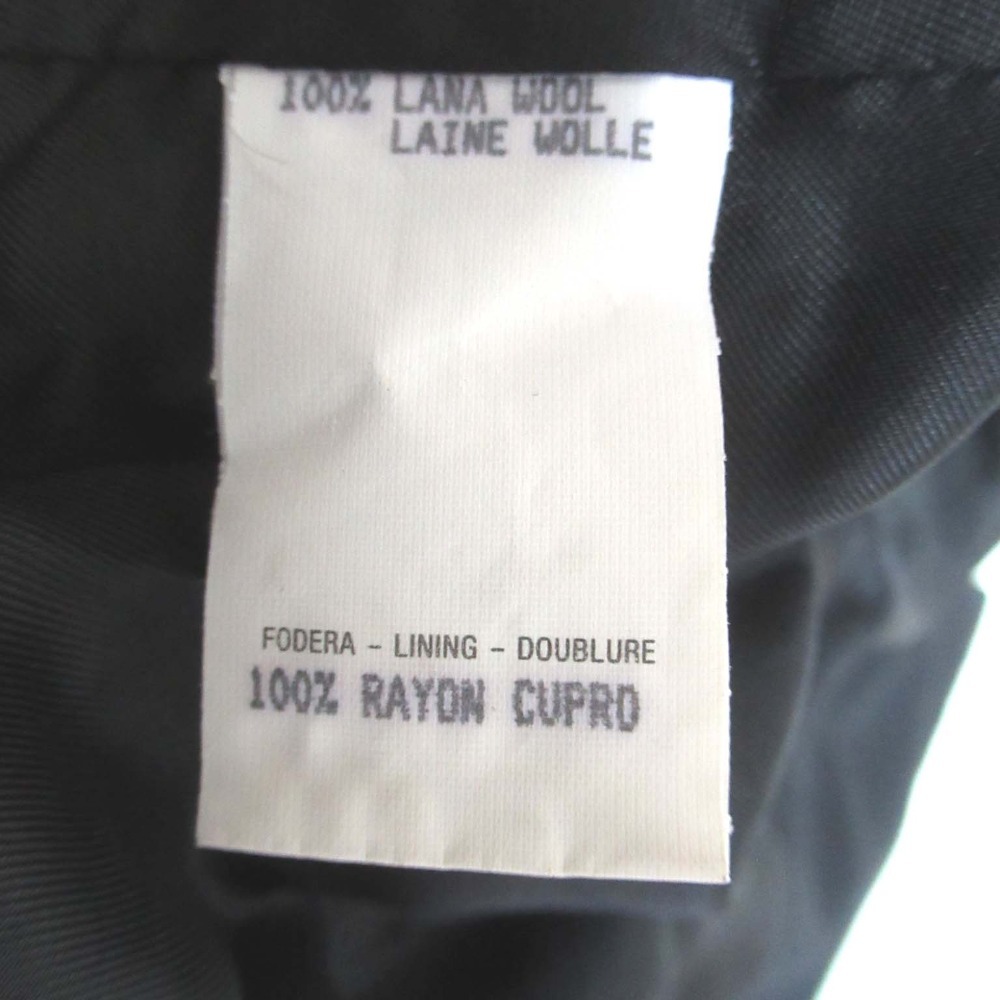 100% LANA WOOL
LAINE WOLLE
FODERA - LINING - DOUBLURE
100% RAYON CUPRO